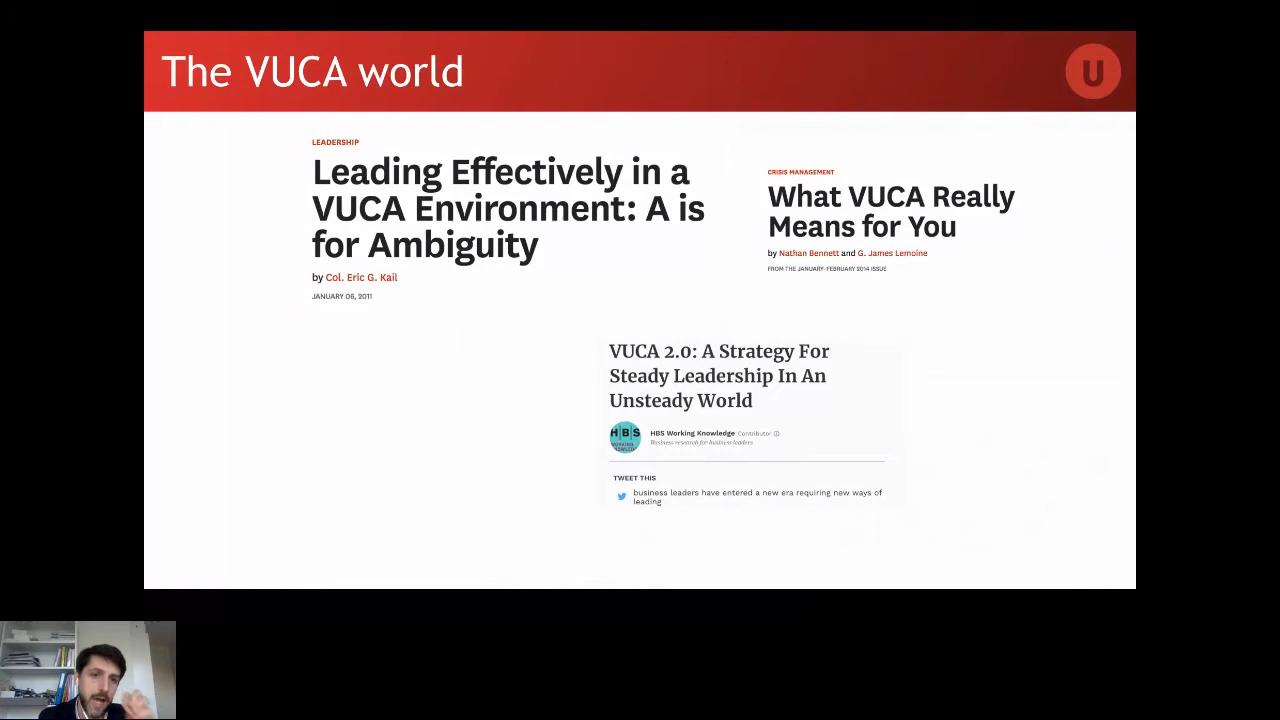 The VUCA world
U
LEADERSHIP
Leading Effectively in a
VUCA Environment: A is
for Ambiguity
by Col. Eric G. Kail
JANUARY 06, 2011
CRISIS MANAGEMENT
What VUCA Really
Means for You
by Nathan Bennett and G. James Lemoine
FROM THE JANUARY-FEBRUARY 2014 ISSUE
VUCA 2.0: A Strategy For
Steady Leadership In An
Unsteady World
HBS
WORKING
KNOWLEDGE
HBS Working Knowledge Contributor
Business research for business leaders
TWEET THIS
business leaders have entered a new era requiring new ways of
leading